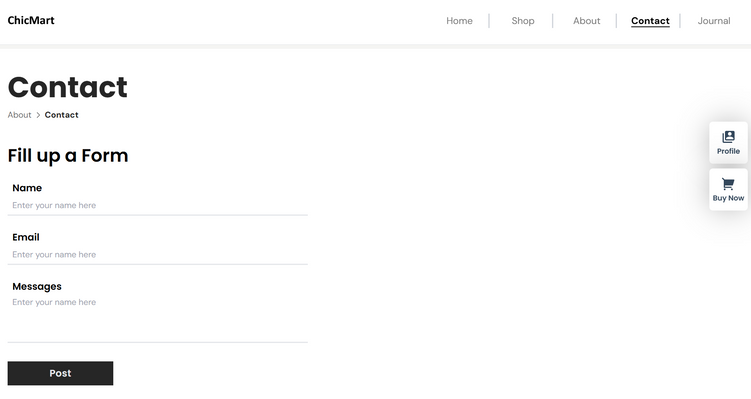 ChicMart
Home Shop About Contact Journal
Contact
About > Contact
Profile
Buy Now
Fill up a Form
Name
Enter your name here
Email
Enter your name here
Messages
Enter your name here
Post